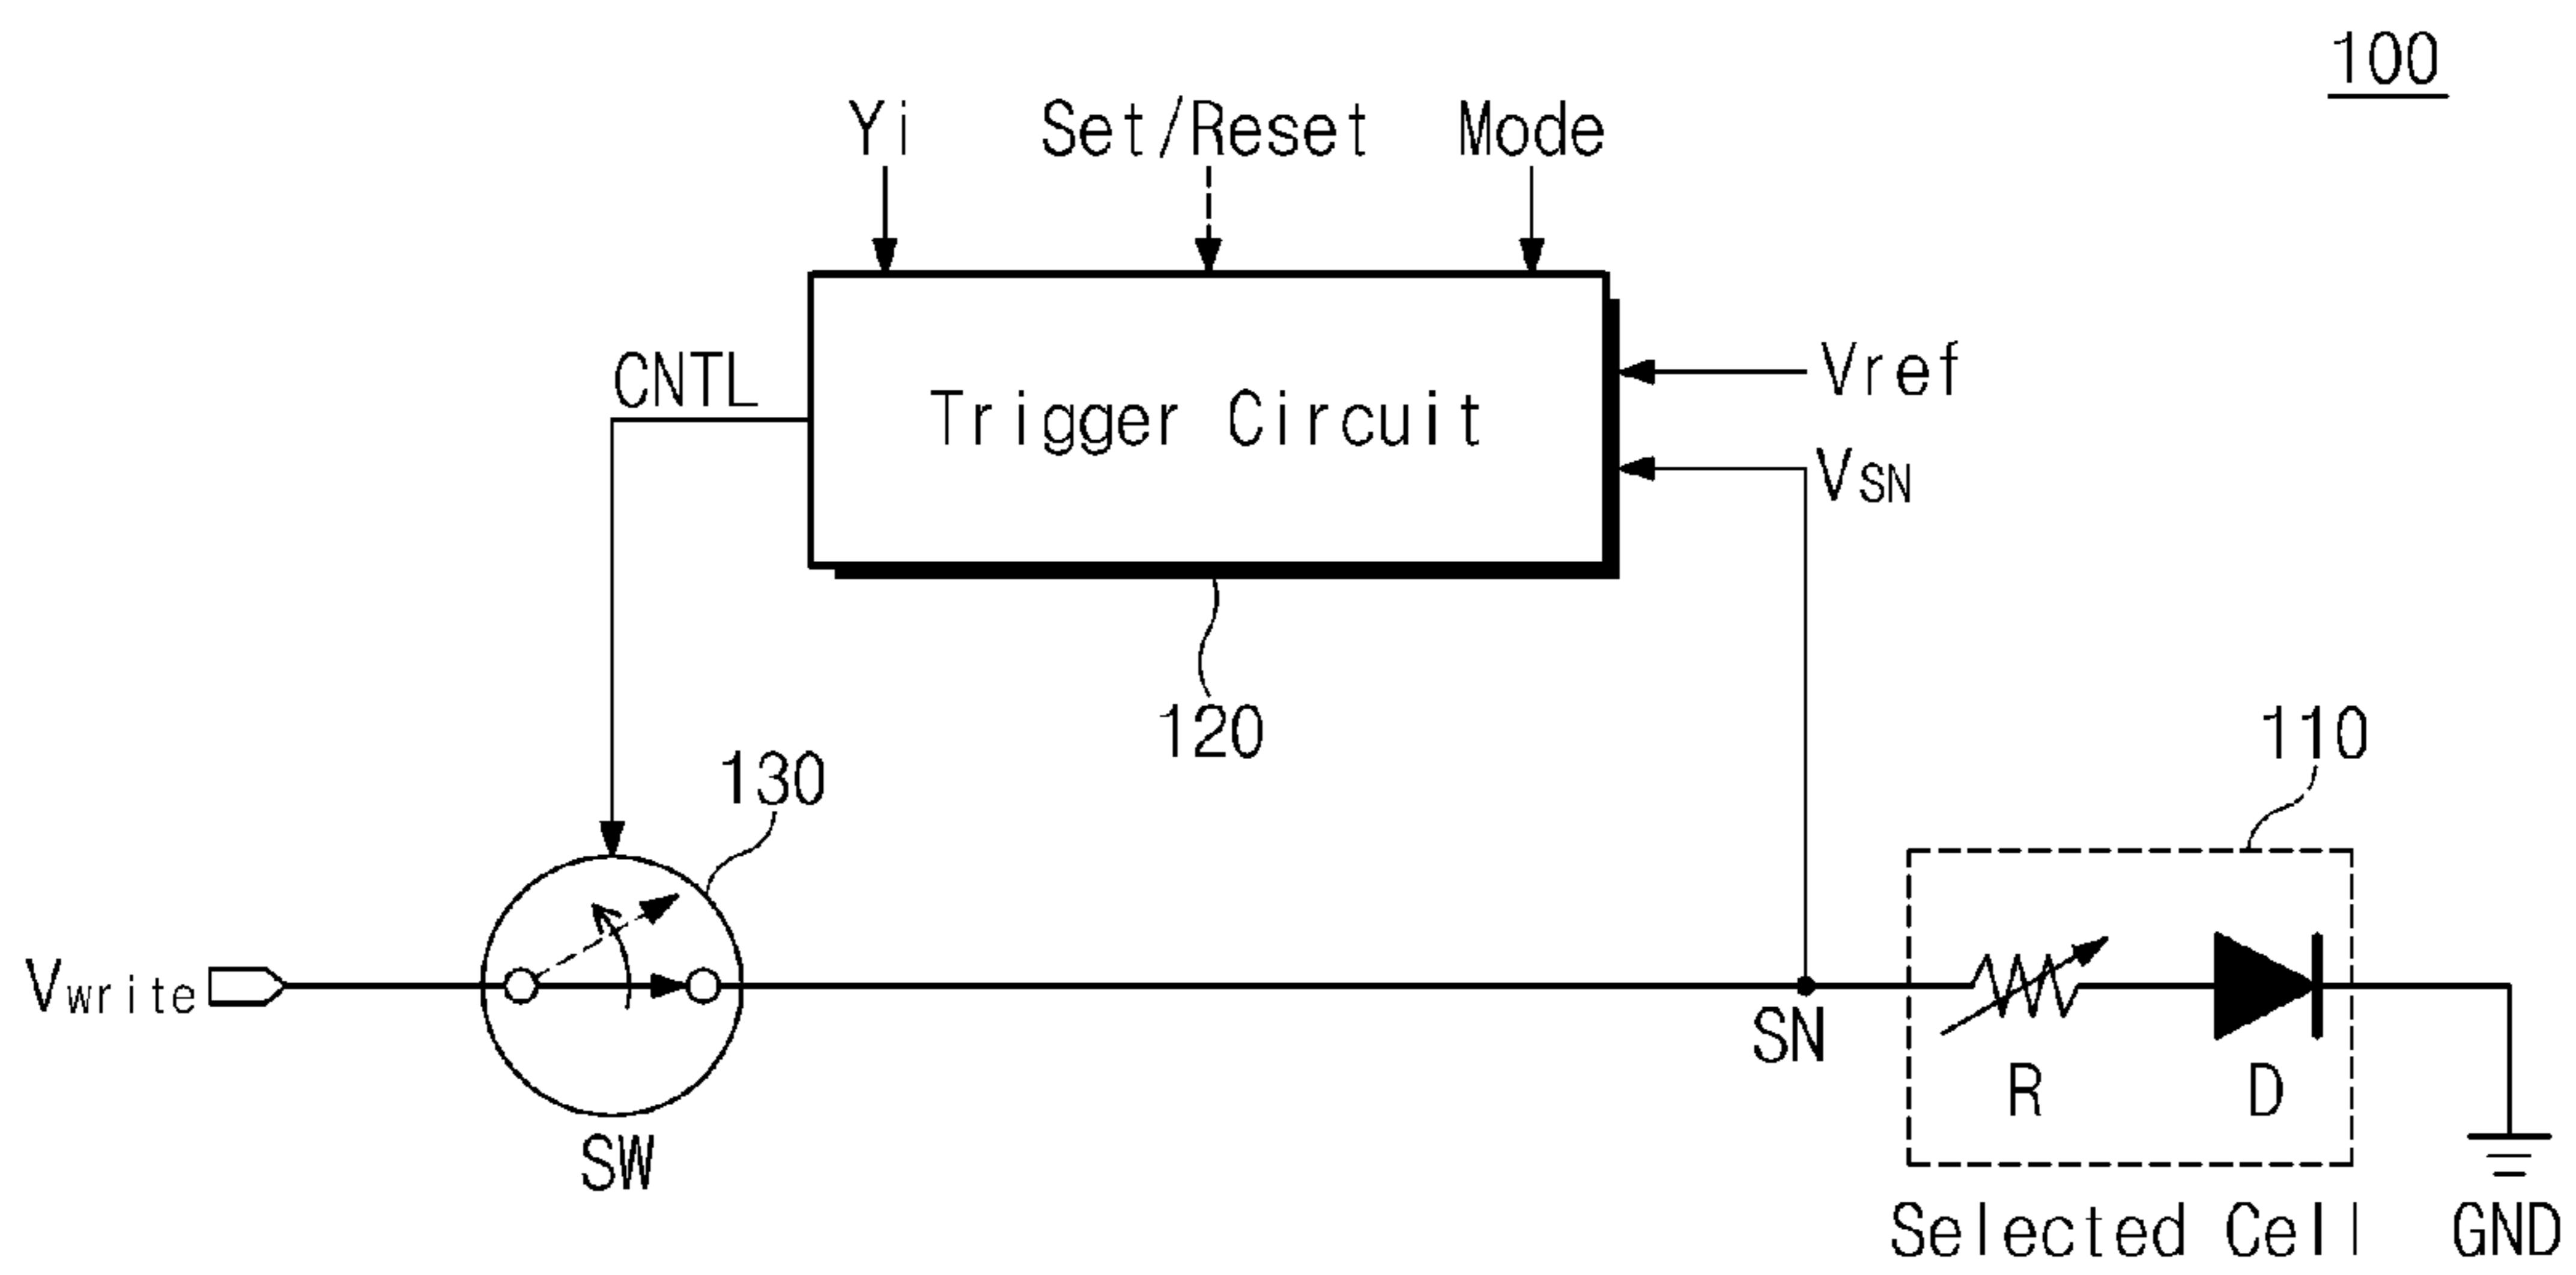 100
Yi Set/Reset Mode
CNTL
Trigger Circuit
Vref
VSN
120
130
110
Vwrite
SN
R D
SW
Selected Cell GND